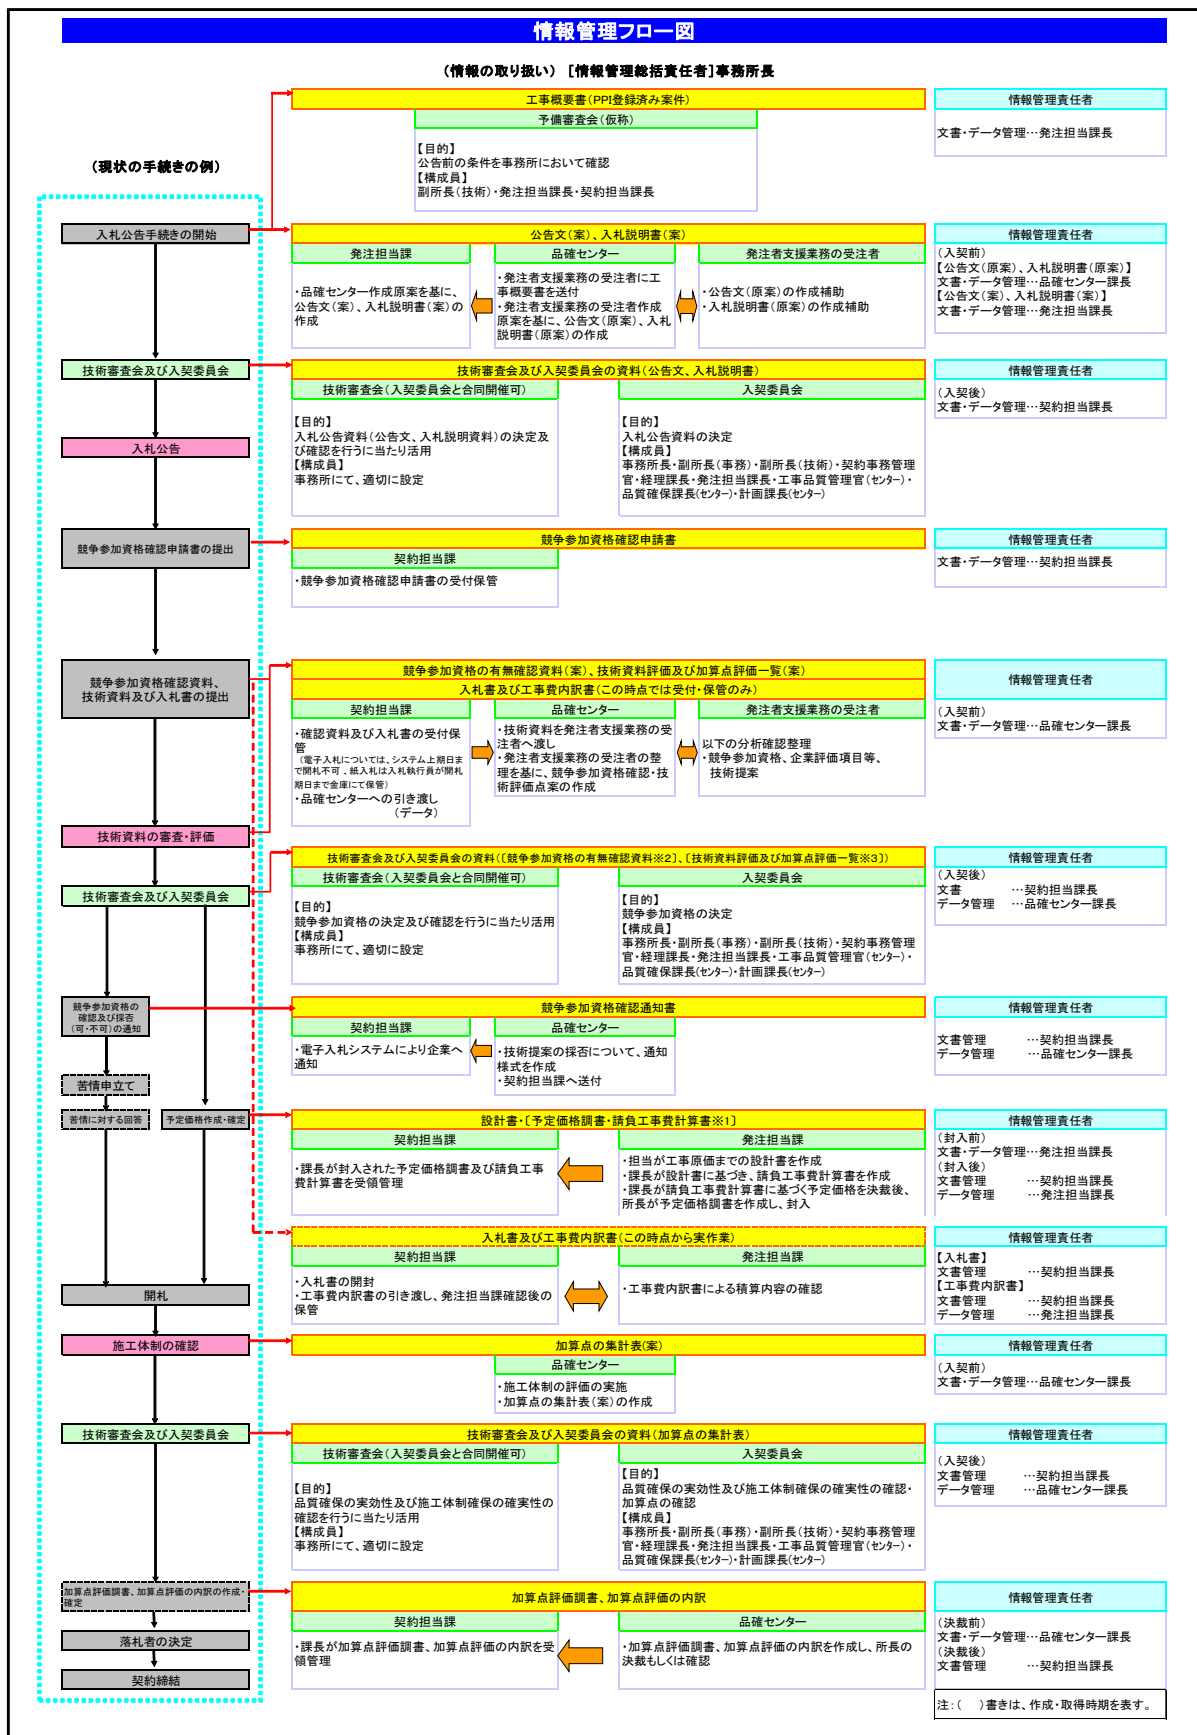 情報管理フロー図
（情報の取り扱い）　［情報管理総括責任者］事務所長
（現状の手続きの例）
工事概要書（PPI登録済み案件）
情報管理責任者
予備審査会（仮称）
文書・データ管理…発注担当課長
【目的】
公告前の条件を事務所において確認
【構成員】
副所長（技術）・発注担当課長・契約担当課長
入札公告手続きの開始
公告文（案）、入札説明書（案）
情報管理責任者
発注担当課
品確センター
発注者支援業務の受注者
・品確センター作成原案を基に、
公告文（案）、入札説明書（案）の
作成
・発注者支援業務の受注者に工
事概要書を送付
・発注者支援業務の受注者作成
原案を基に、公告文（原案）、入札
説明書（原案）の作成
・公告文（原案）の作成補助
・入札説明書（原案）の作成補助
（入契前）
【公告文（原案）、入札説明書（原案）】
文書・データ管理…品確センター課長
【公告文（案）、入札説明書（案）】
文書・データ管理…発注担当課長
技術審査会及び入契委員会
技術審査会及び入契委員会の資料（公告文、入札説明書）
情報管理責任者
技術審査会（入契委員会と合同開催可）
入契委員会
（入契後）
文書・データ管理…契約担当課長
【目的】
入札公告資料（公告文、入札説明資料）の決定及
び確認を行うに当たり活用
【構成員】
事務所にて、適切に設定
【目的】
入札公告資料の決定
【構成員】
事務所長・副所長（事務）・副所長（技術）・契約事務管理
官・経理課長・発注担当課長・工事品質管理官（センター）・
品質確保課長（センター）・計画課長（センター）
入札公告
競争参加資格確認申請書の提出
競争参加資格確認申請書
情報管理責任者
契約担当課
・競争参加資格確認申請書の受付保管
文書・データ管理…契約担当課長
競争参加資格確認資料、
技術資料及び入札書の提出
競争参加資格の有無確認資料（案）、技術資料評価及び加算点評価一覧（案）
入札書及び工事費内訳書（この時点では受付・保管のみ）
情報管理責任者
契約担当課
品確センター
発注者支援業務の受注者
・確認資料及び入札書の受付保
管
（電子入札については、システム上期日ま
で開札不可 、紙入札は入札執行員が開札
期日まで金庫にて保管）
・品確センターへの引き渡し
（データ）
・技術資料を発注者支援業務の受
注者へ渡し
・発注者支援業務の受注者の整
理を基に、競争参加資格確認・技
術評価点案の作成
以下の分析確認整理
・競争参加資格、企業評価項目等、
技術提案
（入契前）
文書・データ管理…品確センター課長
技術資料の審査・評価
技術審査会及び入契委員会の資料（〔競争参加資格の有無確認資料※2〕、〔技術資料評価及び加算点評価一覧※3〕）
情報管理責任者
技術審査会及び入契委員会
技術審査会（入契委員会と合同開催可）
入契委員会
（入契後）
文書　　　…契約担当課長
データ管理　　…品確センター課長
【目的】
競争参加資格の決定及び確認を行うに当たり活用
【構成員】
事務所にて、適切に設定
【目的】
競争参加資格の決定
【構成員】
事務所長・副所長（事務）・副所長（技術）・契約事務管理
官・経理課長・発注担当課長・工事品質管理官（センター）・
品質確保課長（センター）・計画課長（センター）
競争参加資格の
確認及び採否
（可・不可）の通知
競争参加資格確認通知書
情報管理責任者
契約担当課
品確センター
・電子入札システムにより企業へ
通知
・技術提案の採否について、通知
様式を作成
・契約担当課へ送付
文書管理　　　…契約担当課長
データ管理　　　…品確センター課長
苦情申立て
苦情に対する回答
予定価格作成・確定
設計書・〔予定価格調書・請負工事費計算書※1〕
情報管理責任者
契約担当課
発注担当課
・課長が封入された予定価格調書及び請負工事
費計算書を受領管理
・担当が工事原価までの設計書を作成
・課長が設計書に基づき、請負工事費計算書を作成
・課長が請負工事費計算書に基づく予定価格を決裁後、
所長が予定価格調書を作成し、封入
（封入前）
文書・データ管理…発注担当課長
（封入後）
文書管理　　　…契約担当課長
データ管理　　　…発注担当課長
入札書及び工事費内訳書（この時点から実作業）
情報管理責任者
契約担当課
発注担当課
・入札書の開封
・工事費内訳書の引き渡し、発注担当課確認後の
保管
・工事費内訳書による積算内容の確認
【入札書】
文書管理　　　…契約担当課長
【工事費内訳書】
文書管理　　　…契約担当課長
データ管理　　　…発注担当課長
開札
施工体制の確認
加算点の集計表（案）
情報管理責任者
品確センター
・施工体制の評価の実施
・加算点の集計表（案）の作成
（入契前）
文書・データ管理…品確センター課長
技術審査会及び入契委員会
技術審査会及び入契委員会の資料（加算点の集計表）
情報管理責任者
技術審査会（入契委員会と合同開催可）
入契委員会
【目的】
品質確保の実効性及び施工体制確保の確実性の
確認を行うに当たり活用
【構成員】
事務所にて、適切に設定
【目的】
品質確保の実効性及び施工体制確保の確実性の確認・
加算点の確認
【構成員】
事務所長・副所長（事務）・副所長（技術）・契約事務管理
官・経理課長・発注担当課長・工事品質管理官（センター）・
品質確保課長（センター）・計画課長（センター）
（入契後）
文書管理　　　…契約担当課長
データ管理　　…品確センター課長
加算点評価調書、加算点評価の内訳の作成・
確定
加算点評価調書、加算点評価の内訳
情報管理責任者
契約担当課
品確センター
・課長が加算点評価調書、加算点評価の内訳を受
領管理
・加算点評価調書、加算点評価の内訳を作成し、所長の
決裁もしくは確認
（決裁前）
文書・データ管理…品確センター課長
（決裁後）
文書管理　　…契約担当課長
落札者の決定
契約締結
注：（　　）書きは、作成・取得時期を表す。